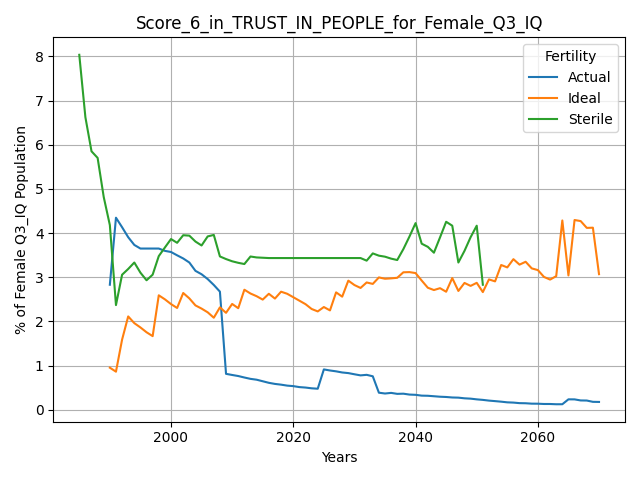 Score_6_in_TRUST_IN_PEOPLE_for_Female_Q3_IQ
% of Female Q3_IQ Population
8
7
6
5
4
3
2
1
0
Fertility
Actual
Ideal
Sterile
2000
2020
2040
2060
Years